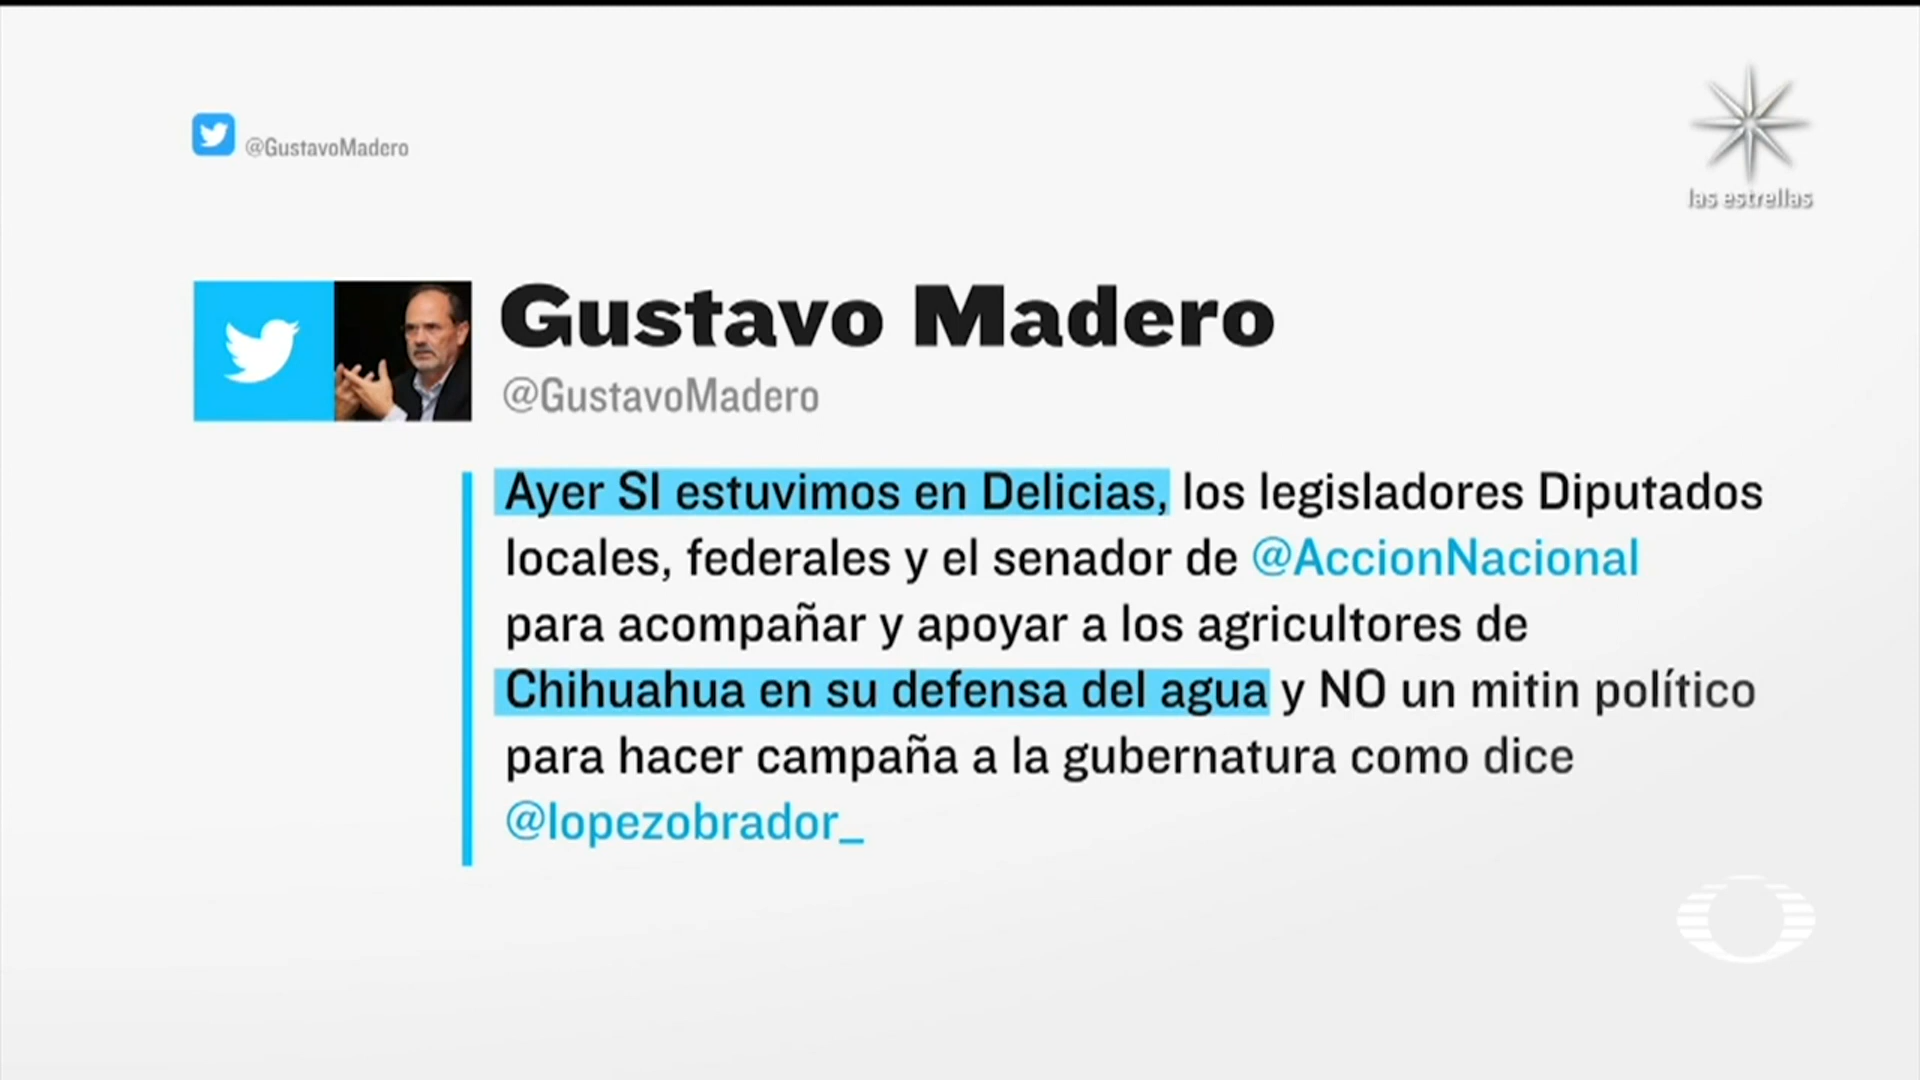 @GustavoMadero
las estrellas
Gustavo Madero
@GustavoMadero
Ayer SI estuvimos en Delicias, los legisladores Diputados
locales, federales y el senador de @AccionNacional
para acompañar y apoyar a los agricultores de
Chihuahua en su defensa del agua y NO un mitin político
para hacer campaña a la gubernatura como dice
@lopezobrador_